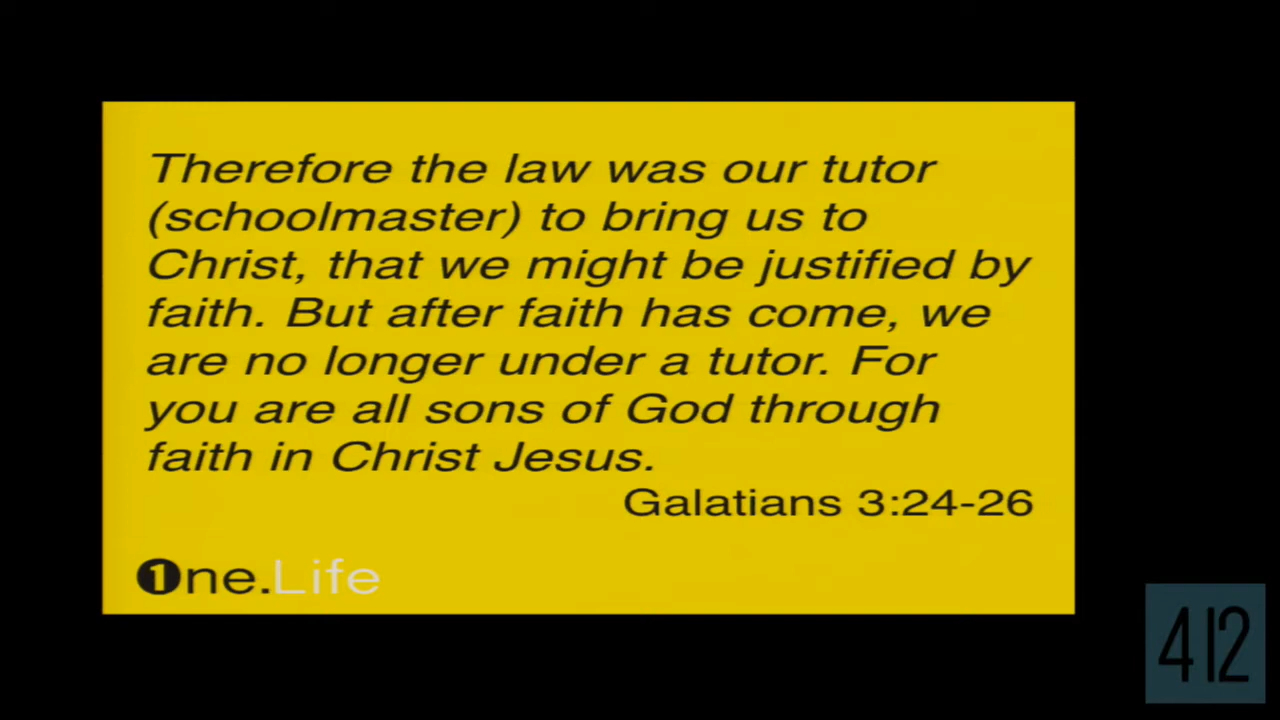 Therefore the law was our tutor
(schoolmaster) to bring us to
Christ, that we might be justified by
faith. But after faith has come, we
are no longer under a tutor. For
you are all sons of God through
faith in Christ Jesus.
Galatians 3:24-26
1ne.Life
412